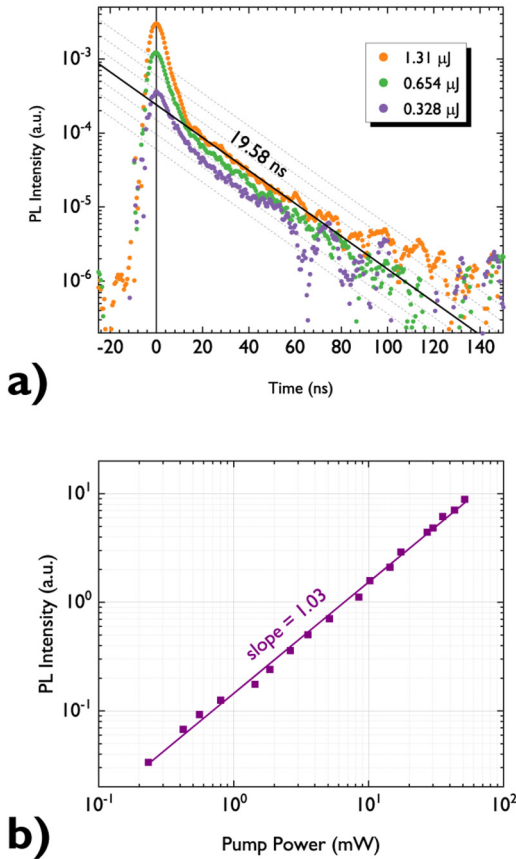 10⁻³
10⁻⁴
10⁻⁵
10⁻⁶
PL Intensity (a.u.)
1.31 μJ
0.654 μJ
0.328 μJ
19.58 ns
-20 0 20 40 60 80 100 120 140
Time (ns)
a)
10¹
10⁰
10⁻¹
PL Intensity (a.u.)
slope = 1.03
10⁻¹ 10⁰ 10¹ 10²
Pump Power (mW)
b)